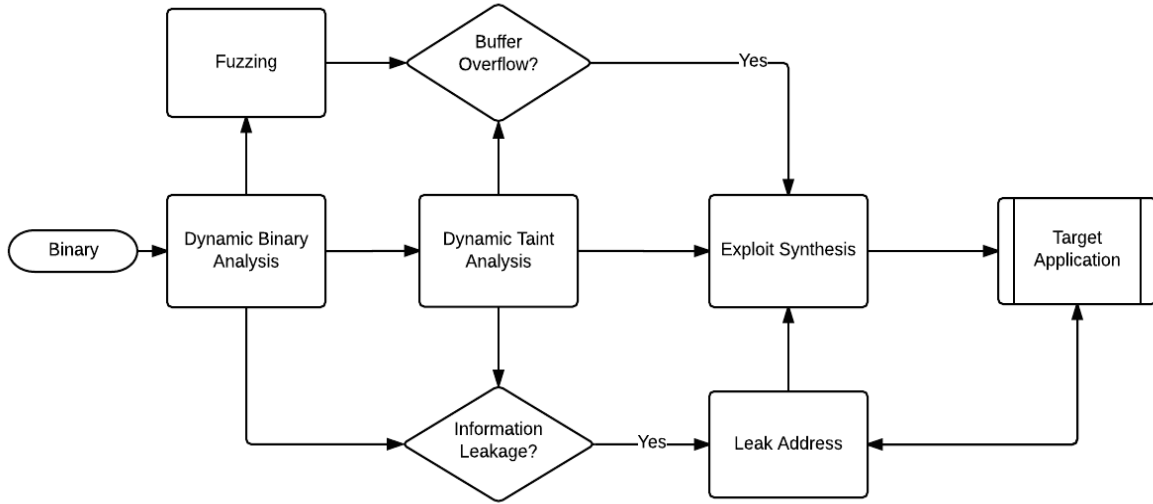 Fuzzing
Buffer
Overflow?
Yes
Binary
Dynamic Binary
Analysis
Dynamic Taint
Analysis
Exploit Synthesis
Target
Application
Information
Leakage?
Yes
Leak Address